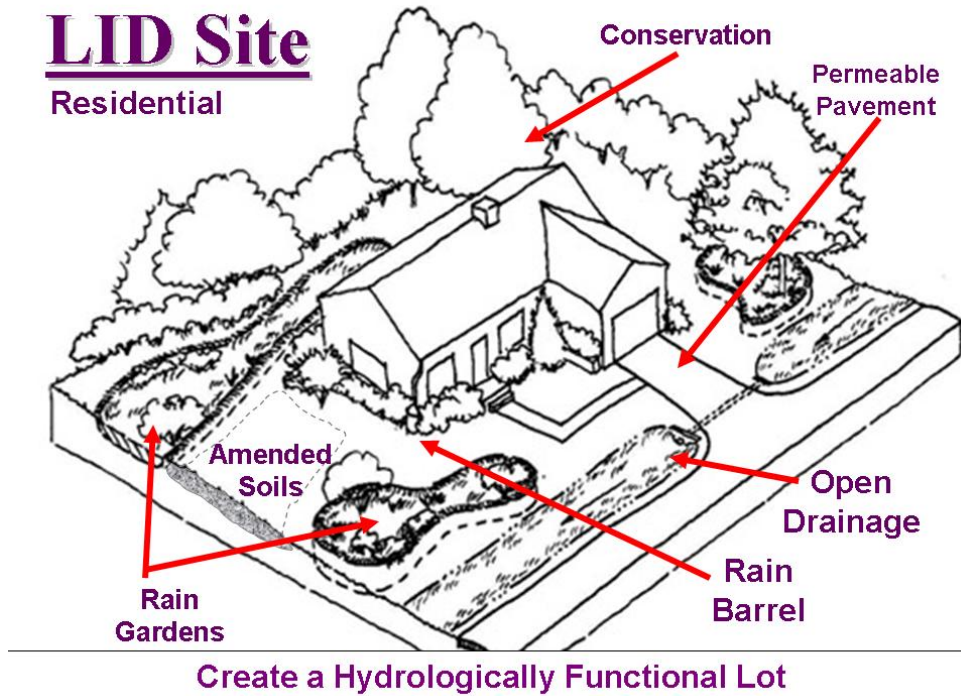 LID Site
Residential
Conservation
Permeable
Pavement
Amended
Soils
Open
Drainage
Rain
Barrel
Rain
Gardens
Create a Hydrologically Functional Lot